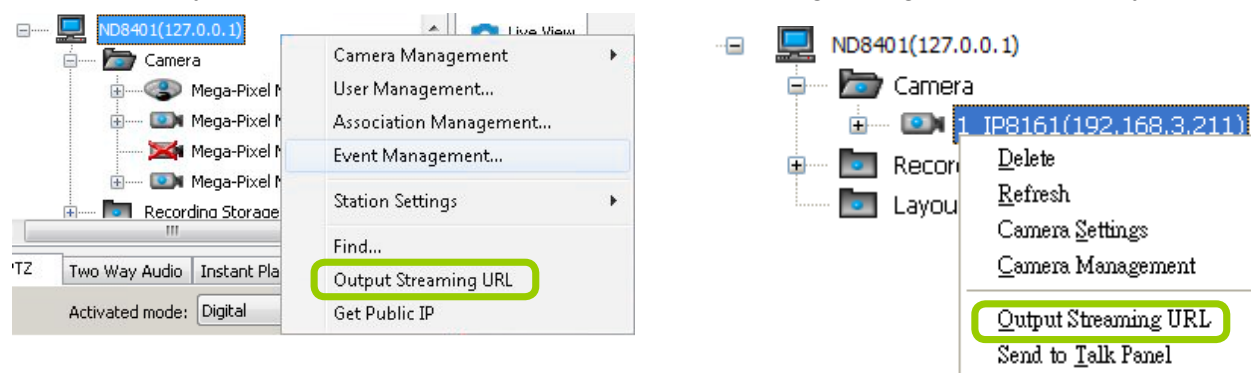 ND8401(127.0.0.1)
Live View
Camera
Mega-Pixel
Mega-Pixel
Mega-Pixel
Mega-Pixel
Recording Storage
PTZ
Two Way Audio
Instant
Activated mode:
Digital
Camera Management
User Management...
Association Management...
Event Management...
Station Settings
Find...
Output Streaming URL
Get Public IP
ND8401(127.0.0.1)
Camera
1_IP8161(192.168.3.211)
Delete
Refresh
Camera Settings
Camera Management
Output Streaming URL
Send to Talk Panel